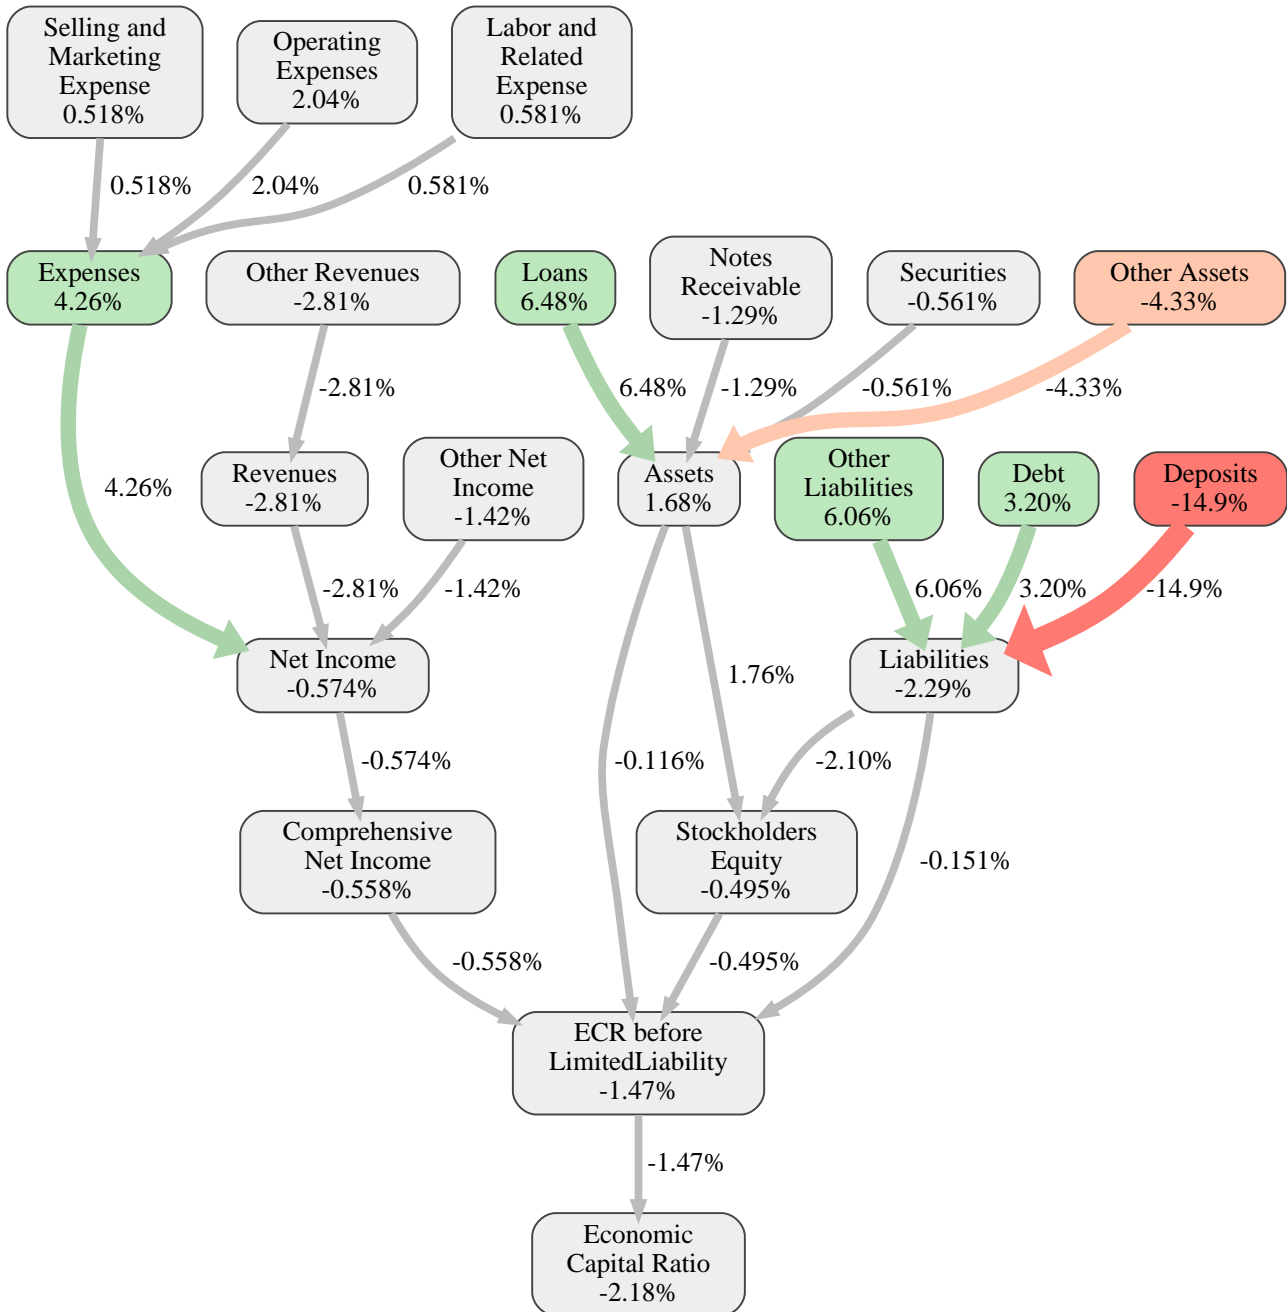 Selling and
Marketing
Expense
0.518%
Operating
Expenses
2.04%
Labor and
Related
Expense
0.581%
0.518%
2.04%
0.581%
Expenses
4.26%
Other Revenues
-2.81%
Loans
6.48%
Notes
Receivable
-1.29%
Securities
-0.561%
Other Assets
-4.33%
-2.81%
6.48%
-1.29%
-0.561%
-4.33%
4.26%
Revenues
-2.81%
Other Net
Income
-1.42%
Assets
1.68%
Other
Liabilities
6.06%
Debt
3.20%
Deposits
-14.9%
-2.81%
-1.42%
6.06%
3.20%
-14.9%
Net Income
-0.574%
1.76%
Liabilities
-2.29%
-0.574%
-0.116%
-2.10%
Comprehensive
Net Income
-0.558%
Stockholders
Equity
-0.495%
-0.151%
-0.558%
-0.495%
ECR before
LimitedLiability
-1.47%
-1.47%
Economic
Capital Ratio
-2.18%